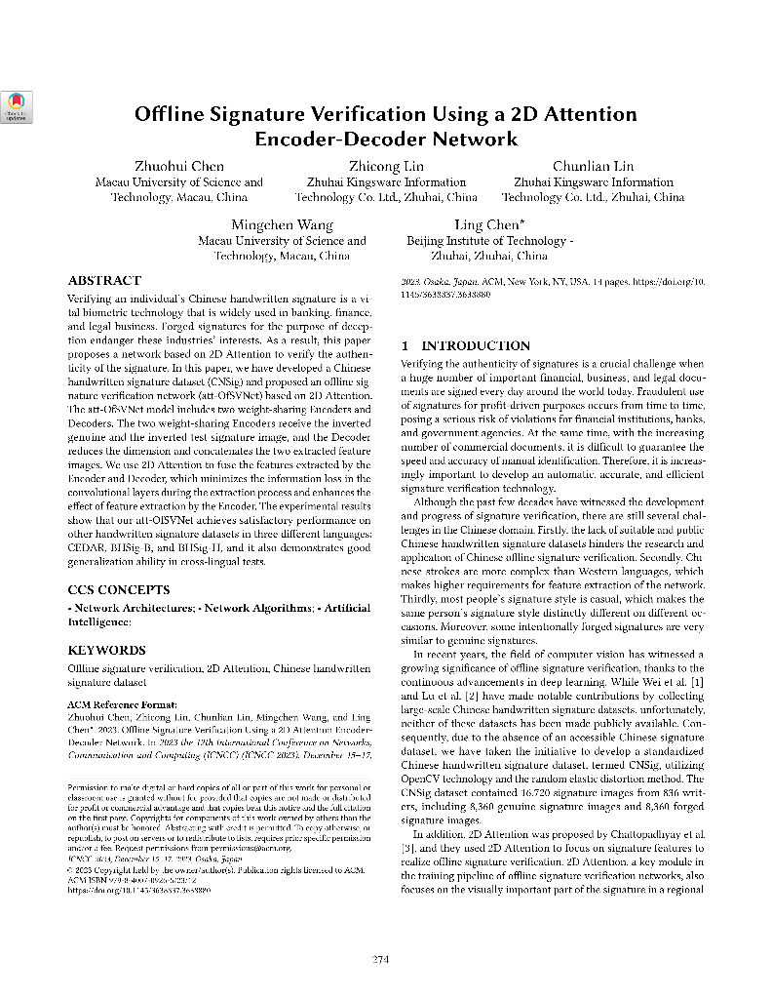 Check for
updates
Offline Signature Verification Using a 2D Attention
Encoder-Decoder Network
Zhuohui Chen
Macau University of Science and
Technology, Macau, China
Zhicong Lin
Zhuhai Kingsware Information
Technology Co. Ltd., Zhuhai, China
Chunlian Lin
Zhuhai Kingsware Information
Technology Co. Ltd., Zhuhai, China
Mingchen Wang
Macau University of Science and
Technology, Macau, China
Ling Chen*
Beijing Institute of Technology -
Zhuhai, Zhuhai, China
ABSTRACT
Verifying an individual's Chinese handwritten signature is a vi-
tal biometric technology that is widely used in banking, finance,
and legal business. Forged signatures for the purpose of decep-
tion endanger these industries' interests. As a result, this paper
proposes a network based on 2D Attention to verify the authen-
ticity of the signature. In this paper, we have developed a Chinese
handwritten signature dataset (CNSig) and proposed an offline sig-
nature verification network (att-OfSVNet) based on 2D Attention.
The att-OfSVNet model includes two weight-sharing Encoders and
Decoders. The two weight-sharing Encoders receive the inverted
genuine and the inverted test signature image, and the Decoder
reduces the dimension and concatenates the two extracted feature
images. We use 2D Attention to fuse the features extracted by the
Encoder and Decoder, which minimizes the information loss in the
convolutional layers during the extraction process and enhances the
effect of feature extraction by the Encoder. The experimental results
show that our att-OfSVNet achieves satisfactory performance on
other handwritten signature datasets in three different languages:
CEDAR, BHSig-B, and BHSig-H, and it also demonstrates good
generalization ability in cross-lingual tests.
CCS CONCEPTS
• Network Architectures; • Network Algorithms; • Artificial
Intelligence;
KEYWORDS
Offline signature verification, 2D Attention, Chinese handwritten
signature dataset
ACM Reference Format:
Zhuohui Chen, Zhicong Lin, Chunlian Lin, Mingchen Wang, and Ling
Chen*. 2023. Offline Signature Verification Using a 2D Attention Encoder-
Decoder Network. In 2023 the 12th International Conference on Networks,
Communication and Computing (ICNCC) (ICNCC 2023), December 15–17,
Permission to make digital or hard copies of all or part of this work for personal or
classroom use is granted without fee provided that copies are not made or distributed
for profit or commercial advantage and that copies bear this notice and the full citation
on the first page. Copyrights for components of this work owned by others than the
author(s) must be honored. Abstracting with credit is permitted. To copy otherwise, or
republish, to post on servers or to redistribute to lists, requires prior specific permission
and/or a fee. Request permissions from permissions@acm.org.
ICNCC 2023, December 15–17, 2023, Osaka, Japan
© 2023 Copyright held by the owner/author(s). Publication rights licensed to ACM.
ACM ISBN 979-8-4007-0926-5/23/12
https://doi.org/10.1145/3638837.3638880
2023, Osaka, Japan. ACM, New York, NY, USA, 14 pages. https://doi.org/10.
1145/3638837.3638880
1 INTRODUCTION
Verifying the authenticity of signatures is a crucial challenge when
a huge number of important financial, business, and legal docu-
ments are signed every day around the world today. Fraudulent use
of signatures for profit-driven purposes occurs from time to time,
posing a serious risk of violations for financial institutions, banks,
and government agencies. At the same time, with the increasing
number of commercial documents, it is difficult to guarantee the
speed and accuracy of manual identification. Therefore, it is increas-
ingly important to develop an automatic, accurate, and efficient
signature verification technology.
Although the past few decades have witnessed the development
and progress of signature verification, there are still several chal-
lenges in the Chinese domain. Firstly, the lack of suitable and public
Chinese handwritten signature datasets hinders the research and
application of Chinese offline signature verification. Secondly, Chi-
nese strokes are more complex than Western languages, which
makes higher requirements for feature extraction of the network.
Thirdly, most people's signature style is casual, which makes the
same person's signature style distinctly different on different oc-
casions. Moreover, some intentionally forged signatures are very
similar to genuine signatures.
In recent years, the field of computer vision has witnessed a
growing significance of offline signature verification, thanks to the
continuous advancements in deep learning. While Wei et al. [1]
and Lu et al. [2] have made notable contributions by collecting
large-scale Chinese handwritten signature datasets, unfortunately,
neither of these datasets has been made publicly available. Con-
sequently, due to the absence of an accessible Chinese signature
dataset, we have taken the initiative to develop a standardized
Chinese handwritten signature dataset, termed CNSig, utilizing
OpenCV technology and the random elastic distortion method. The
CNSig dataset contained 16,720 signature images from 836 writ-
ers, including 8,360 genuine signature images and 8,360 forged
signature images.
In addition, 2D Attention was proposed by Chattopadhyay et al.
[3], and they used 2D Attention to focus on signature features to
realize offline signature verification. 2D Attention, a key module in
the training pipeline of offline signature verification networks, also
focuses on the visually important part of the signature in a regional
274